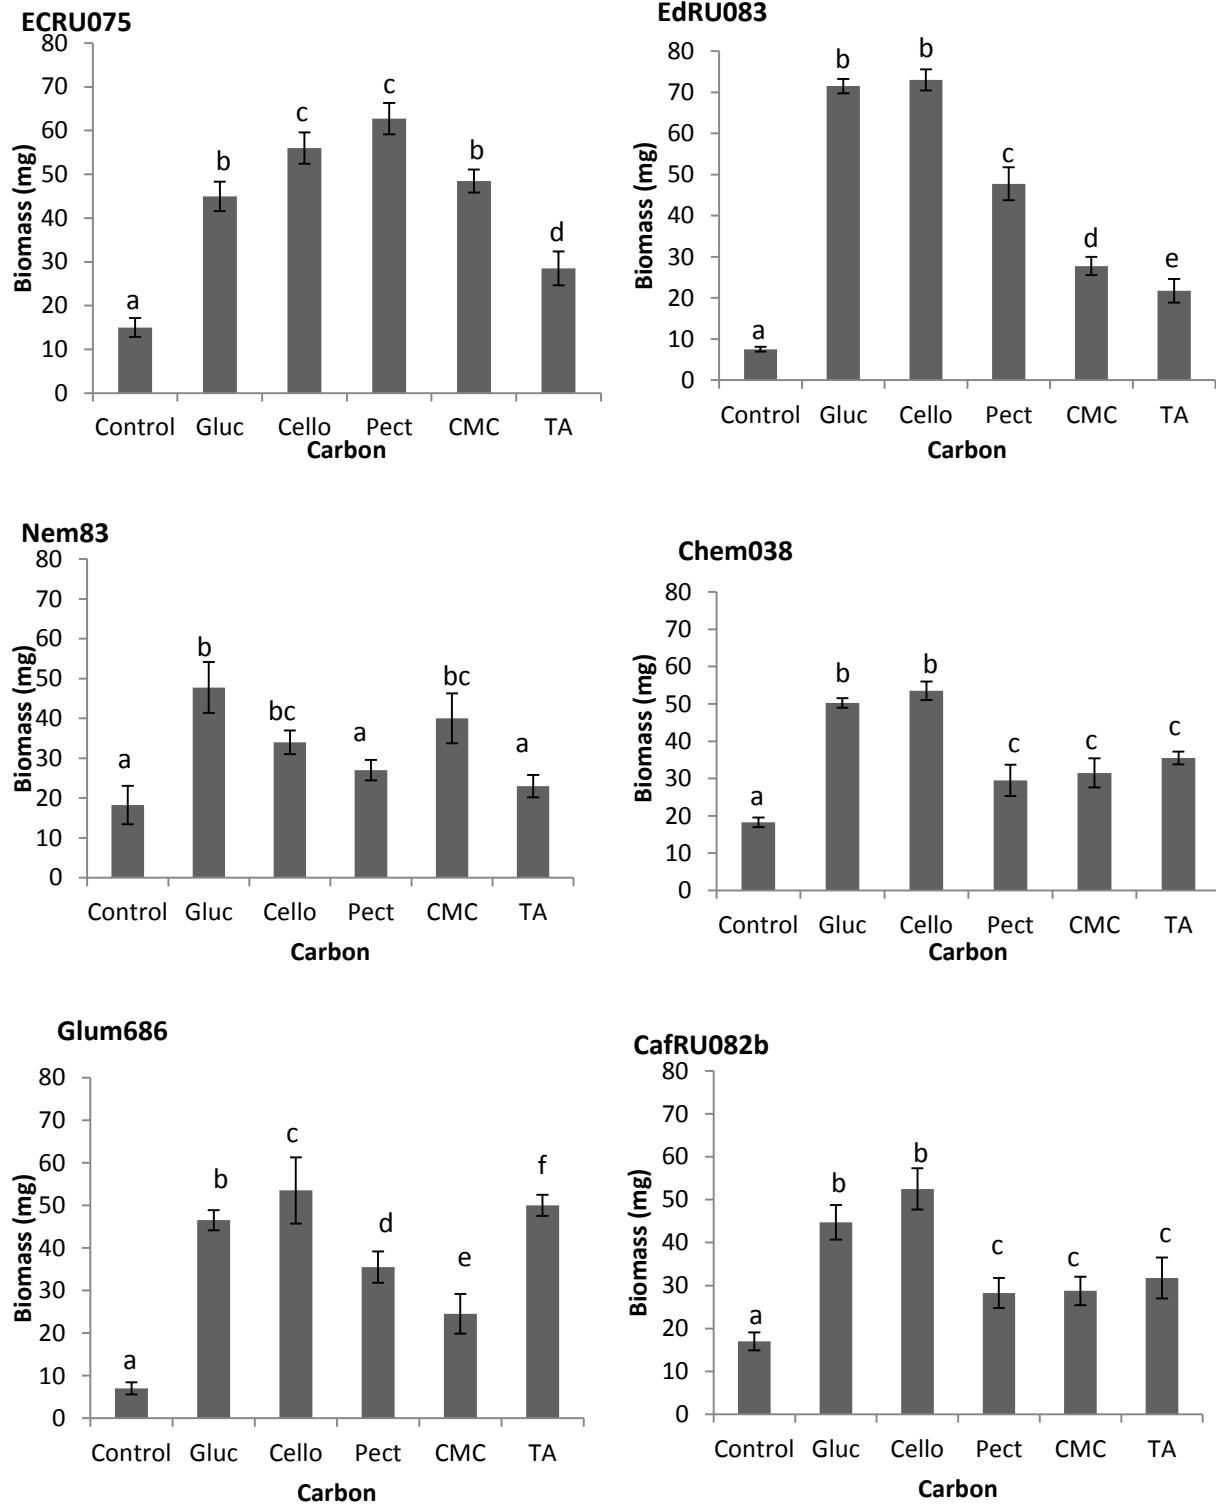 ECRU075
80
70
60
50
40
30
20
10
0
Biomass (mg)
a
b
c
c
b
d
Control Gluc Cello Pect CMC TA
Carbon
EdRU083
80
70
60
50
40
30
20
10
0
Biomass (mg)
a
b
b
c
d
e
Control Gluc Cello Pect CMC TA
Carbon
Nem83
80
70
60
50
40
30
20
10
0
Biomass (mg)
a
b
bc
a
bc
a
Control Gluc Cello Pect CMC TA
Carbon
Chem038
80
70
60
50
40
30
20
10
0
Biomass (mg)
a
b
b
c
c
c
Control Gluc Cello Pect CMC TA
Carbon
Glum686
80
70
60
50
40
30
20
10
0
Biomass (mg)
a
b
c
d
e
f
Control Gluc Cello Pect CMC TA
Carbon
CafRU082b
80
70
60
50
40
30
20
10
0
Biomass (mg)
a
b
b
c
c
c
Control Gluc Cello Pect CMC TA
Carbon